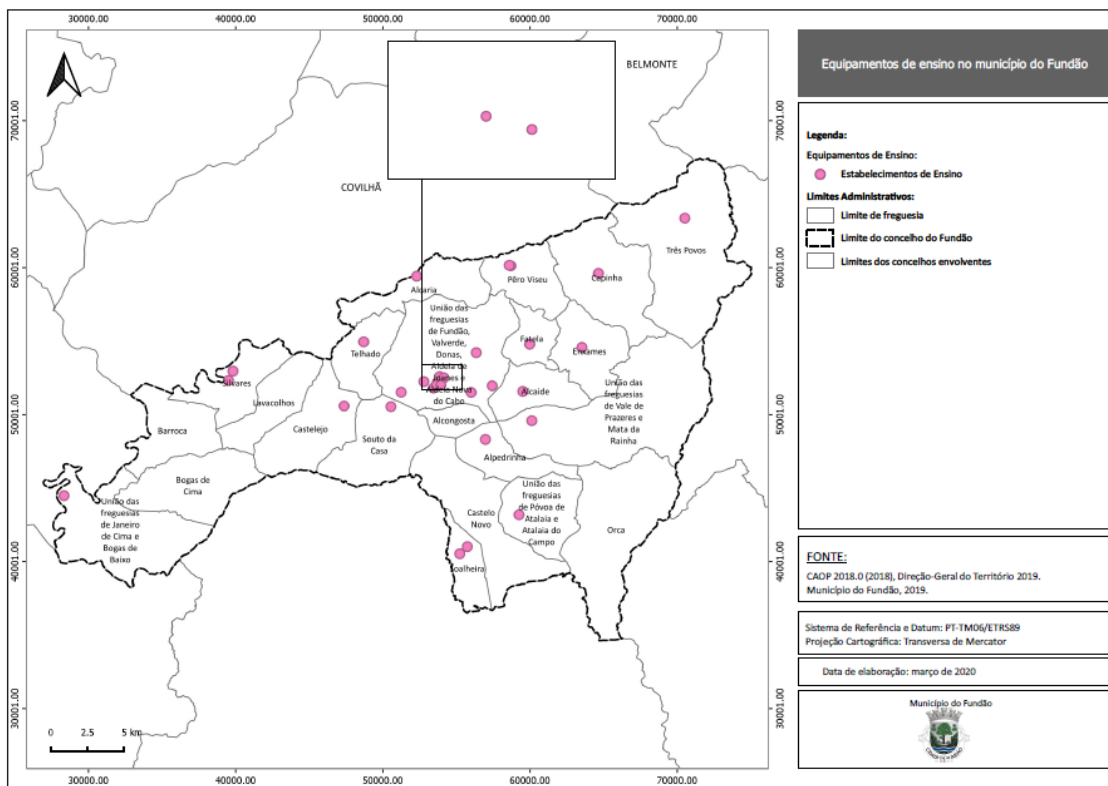 30000.00 40000.00 50000.00 60000.00 70000.00
70001.00
60001.00
50001.00
40001.00
30001.00
BELMONTE
COVILHÃ
Três Povos
Capinha
Pêro Viseu
Alcaria
União das
freguesias
de Fundão,
Valverde,
Donas,
Aldeia de
Joanes e
Aldeia Nova
do Cabo
Telhado
Fatela
Enxames
Silvares
Lavacolhos
Alcaide
União das
freguesias
de Vale de
Prazeres e
Mata da
Rainha
Barroca
Castelejo
Souto da
Casa
Alcongosta
Alpedrinha
Bogas de
Cima
União das
freguesias
de Janeiro
de Cima e
Bogas de
Baixo
União das
freguesias
de Póvoa de
Atalaia e
Atalaia do
Campo
Castelo
Novo
Orca
Soalheira
0 2.5 5 km
70001.00
60001.00
50001.00
40001.00
30001.00
30000.00 40000.00 50000.00 60000.00 70000.00
Equipamentos de ensino no município do Fundão
Legenda:
Equipamentos de Ensino:
Estabelecimentos de Ensino
Limites Administrativos:
Limite de freguesia
Limite do concelho do Fundão
Limites dos concelhos envolventes
FONTE:
CAOP 2018.0 (2018), Direção-Geral do Território 2019.
Município do Fundão, 2019.
Sistema de Referência e Datum: PT-TM06/ETRS89
Projeção Cartográfica: Transversa de Mercator
Data de elaboração: março de 2020
Município do Fundão